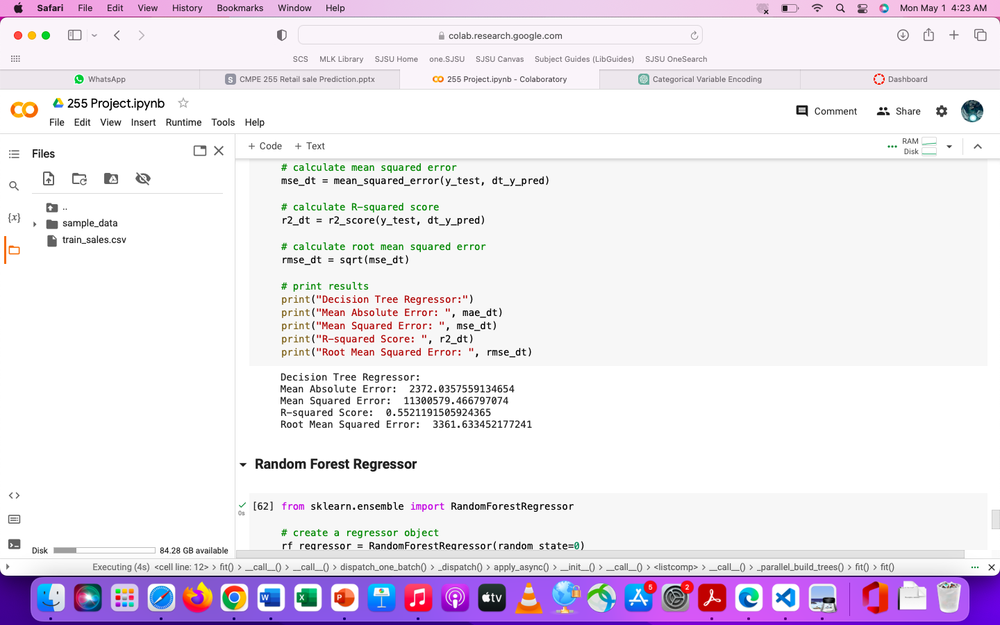 Safari File Edit View History Bookmarks Window Help Mon May 1 4:23 AM
colab.research.google.com
SCS MLK Library SJSU Home one.SJSU SJSU Canvas Subject Guides (LibGuides) SJSU OneSearch
WhatsApp S CMPE 255 Retail sale Prediction.pptx 255 Project.ipynb - Colaboratory Categorical Variable Encoding Dashboard
255 Project.ipynb
Comment Share
File Edit View Insert Runtime Tools Help
Files
+ Code + Text
RAM
Disk
..
sample_data
train_sales.csv
{x}
# calculate mean squared error
mse_dt = mean_squared_error(y_test, dt_y_pred)
# calculate R-squared score
r2_dt = r2_score(y_test, dt_y_pred)
# calculate root mean squared error
rmse_dt = sqrt(mse_dt)
# print results
print("Decision Tree Regressor:")
print("Mean Absolute Error: ", mae_dt)
print("Mean Squared Error: ", mse_dt)
print("R-squared Score: ", r2_dt)
print("Root Mean Squared Error: ", rmse_dt)
Decision Tree Regressor:
Mean Absolute Error:  2372.0357559134654
Mean Squared Error:  11300579.466797074
R-squared Score:  0.5521191505924365
Root Mean Squared Error:  3361.633452177241
Random Forest Regressor
0s
[62] from sklearn.ensemble import RandomForestRegressor
# create a regressor object
rf_regressor = RandomForestRegressor(random_state=0)
Disk 84.28 GB available
Executing (4s) <cell line: 12> > fit() > __call__() > __call__() > dispatch_one_batch() > _dispatch() > apply_async() > __init__() > __call__() > <listcomp> > __call__() > _parallel_build_trees() > fit() > fit()
W X P tv 5 2